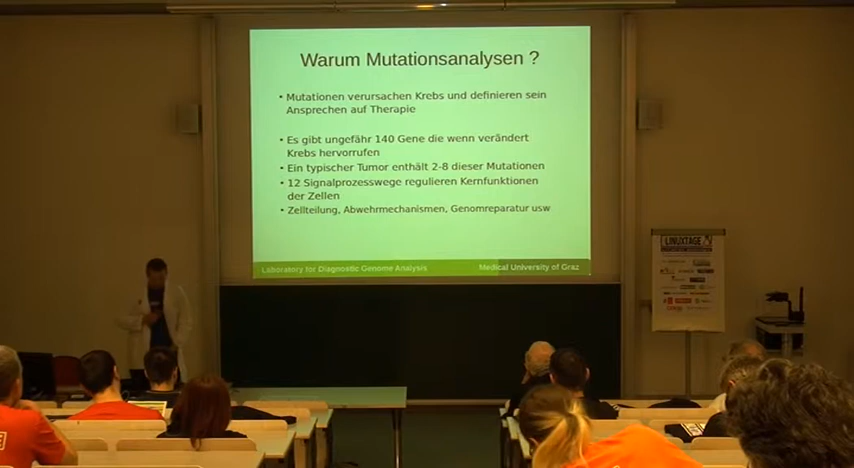 Warum Mutationsanalysen ?
• Mutationen verursachen Krebs und definieren sein
Ansprechen auf Therapie
• Es gibt ungefähr 140 Gene die wenn verändert
Krebs hervorrufen
• Ein typischer Tumor enthält 2-8 dieser Mutationen
• 12 Signalprozesswege regulieren Kernfunktionen
der Zellen
• Zellteilung, Abwehrmechanismen, Genomreparatur usw
Laboratory for Diagnostic Genome Analysis
Medical University of Graz
LINUXTAGE